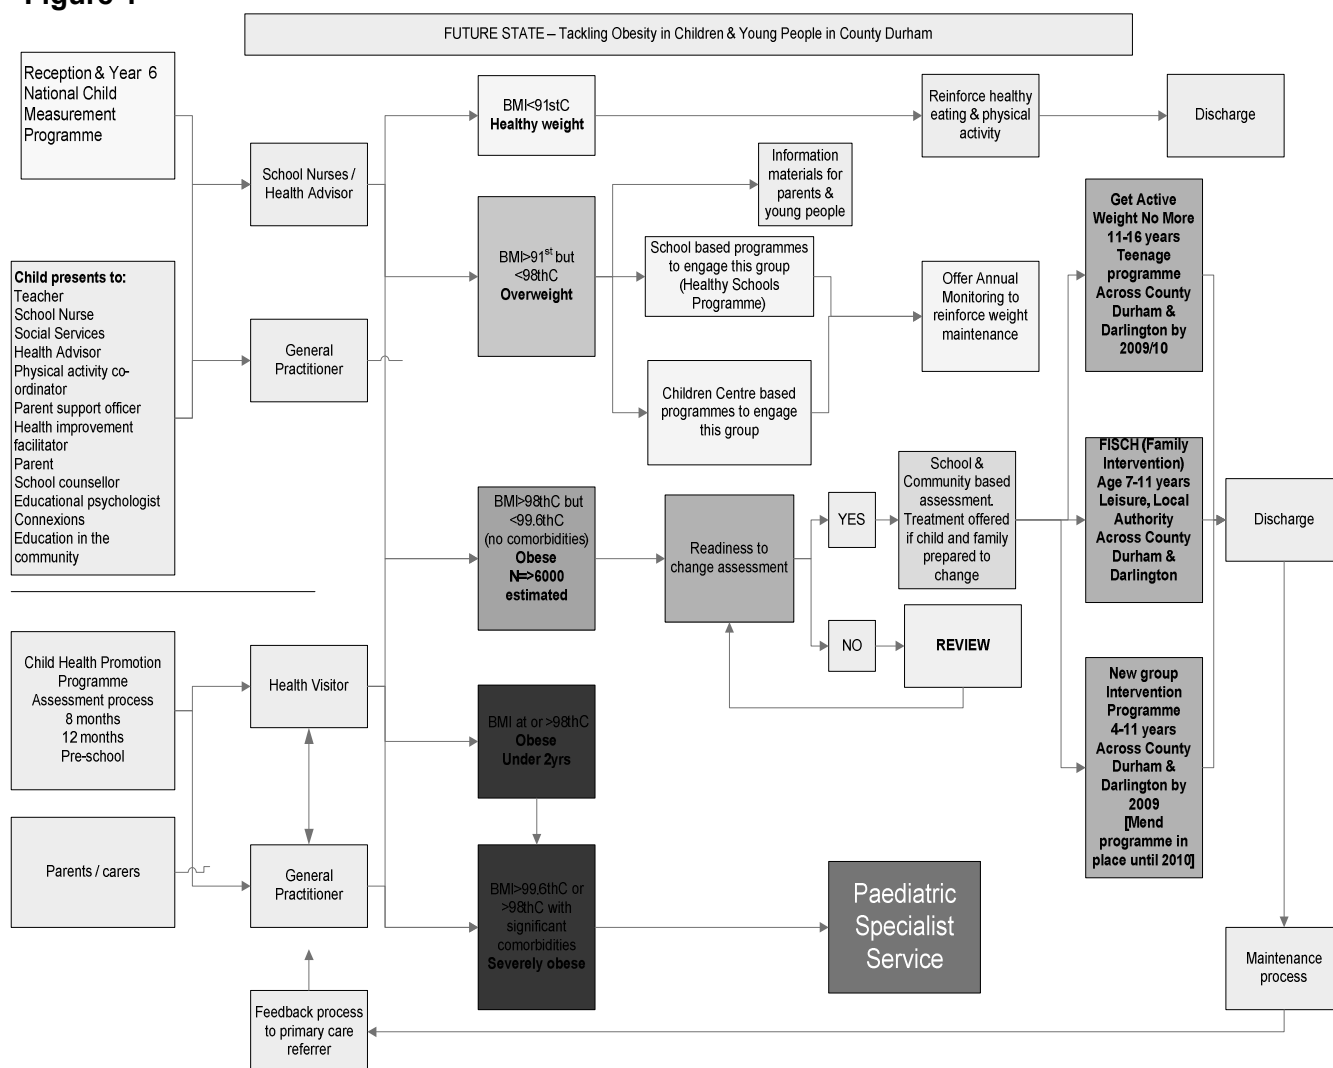 FUTURE STATE – Tackling Obesity in Children & Young People in County Durham
Reception & Year 6
National Child
Measurement
Programme
School Nurses /
Health Advisor
BMI<91stC
Healthy weight
Reinforce healthy
eating & physical
activity
Discharge
Information
materials for
parents &
young people
BMI>91st but
<98thC
Overweight
School based programmes
to engage this group
(Healthy Schools
Programme)
Children Centre based
programmes to engage
this group
Offer Annual
Monitoring to
reinforce weight
maintenance
Get Active
Weight No More
11-16 years
Teenage
programme
Across County
Durham &
Darlington by
2009/10
Child presents to:
Teacher
School Nurse
Social Services
Health Advisor
Physical activity co-
ordinator
Parent support officer
Health improvement
facilitator
Parent
School counsellor
Educational psychologist
Connexions
Education in the
community
General
Practitioner
BMI>98thC but
<99.6thC
(no comorbidities)
Obese
N=>6000
estimated
Readiness to
change assessment
YES
School &
Community based
assessment.
Treatment offered
if child and family
prepared to
change
NO
REVIEW
FISCH (Family
Intervention)
Age 7-11 years
Leisure, Local
Authority
Across County
Durham &
Darlington
Discharge
New group
Intervention
Programme
4-11 years
Across County
Durham &
Darlington by
2009
[Mend
programme in
place until 2010]
Child Health Promotion
Programme
Assessment process
8 months
12 months
Pre-school
Health Visitor
BMI at or >98thC
Obese
Under 2yrs
Parents / carers
General
Practitioner
BMI>99.6thC or
>98thC with
significant
comorbidities
Severely obese
Paediatric
Specialist
Service
Maintenance
process
Feedback process
to primary care
referrer